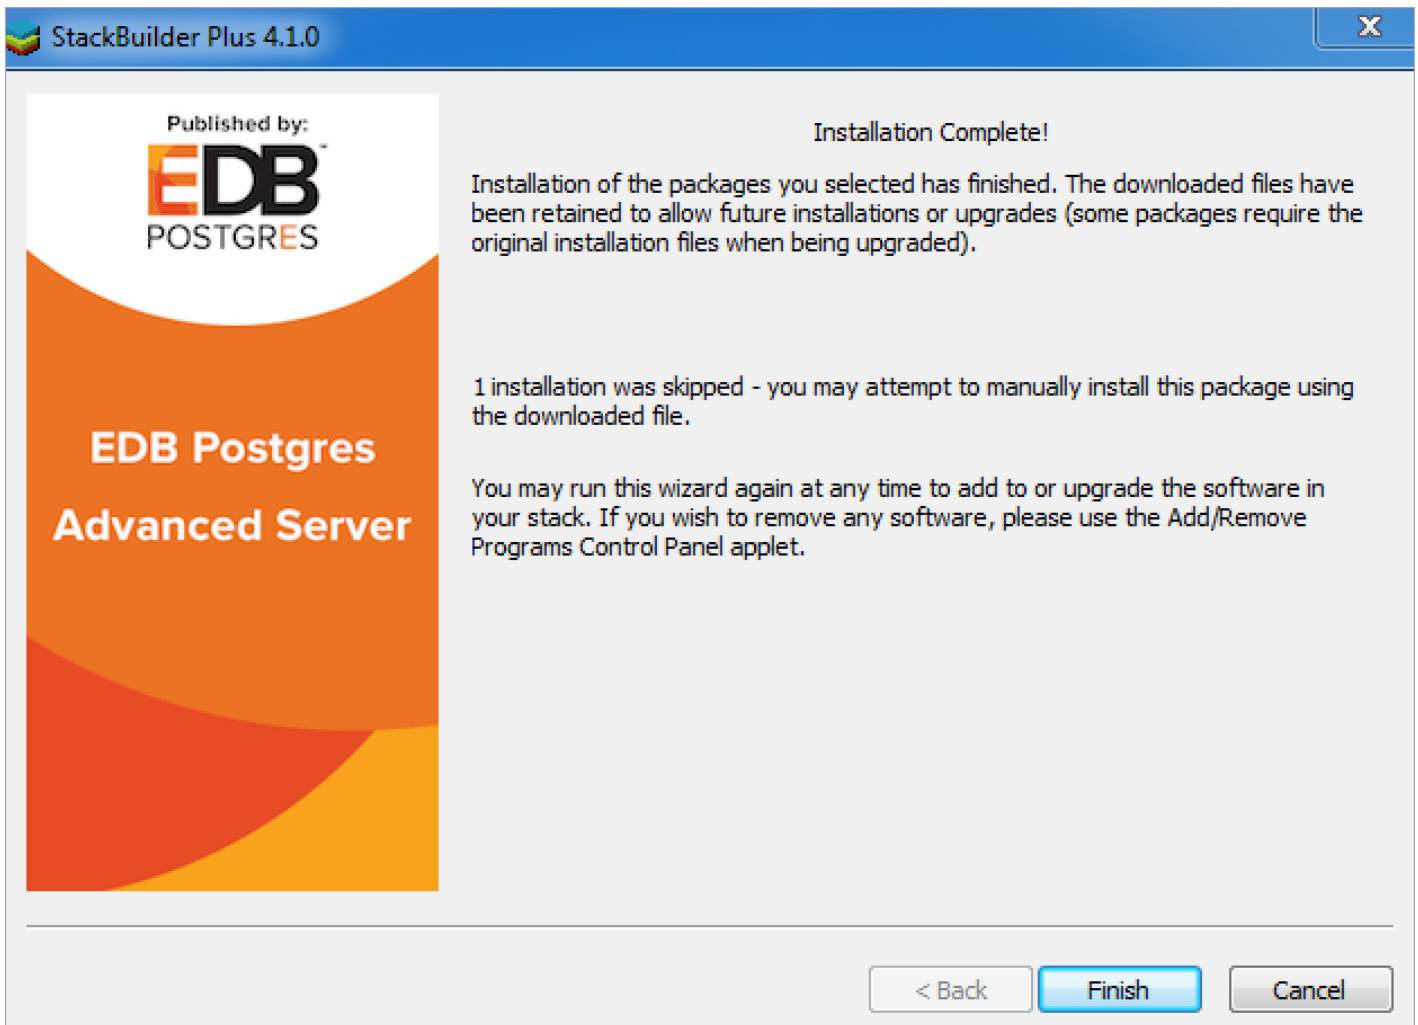 StackBuilder Plus 4.1.0
Published by:
EDB™
POSTGRES
EDB Postgres
Advanced Server
Installation Complete!
Installation of the packages you selected has finished. The downloaded files have
been retained to allow future installations or upgrades (some packages require the
original installation files when being upgraded).
1 installation was skipped - you may attempt to manually install this package using
the downloaded file.
You may run this wizard again at any time to add to or upgrade the software in
your stack. If you wish to remove any software, please use the Add/Remove
Programs Control Panel applet.
< Back
Finish
Cancel